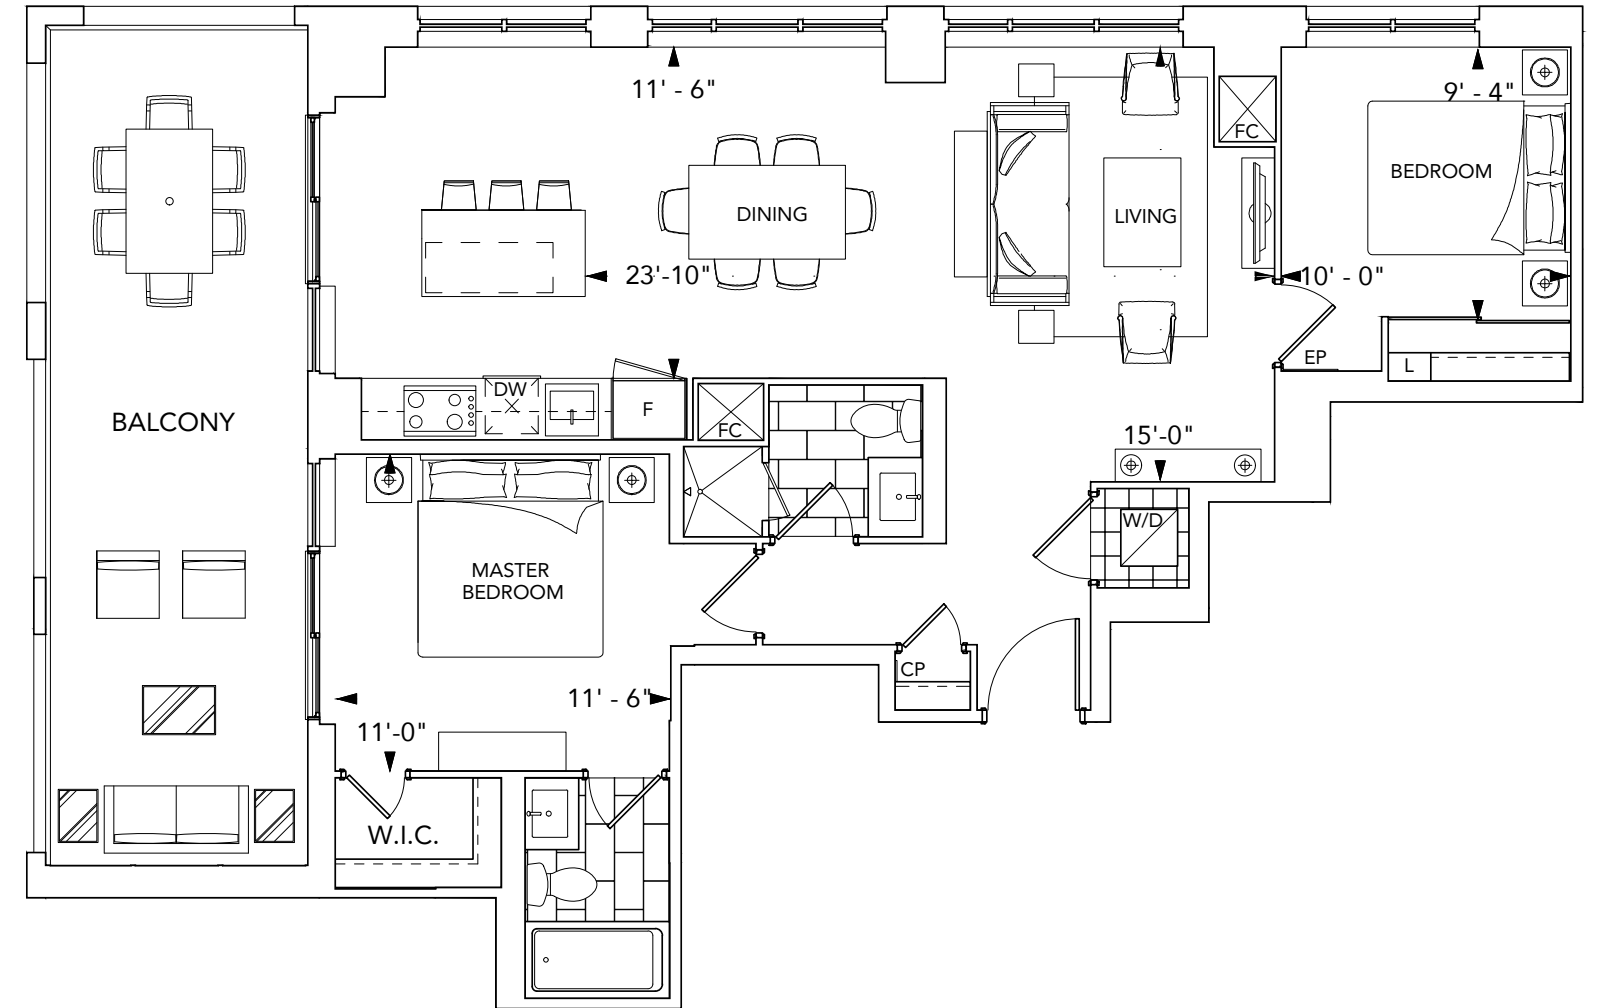 11' - 6"
9' - 4"
FC
BEDROOM
DINING
LIVING
23'-10"
10' - 0"
EP
L
DW
F
FC
BALCONY
15'-0"
W/D
MASTER
BEDROOM
CP
11' - 6"
11'-0"
W.I.C.